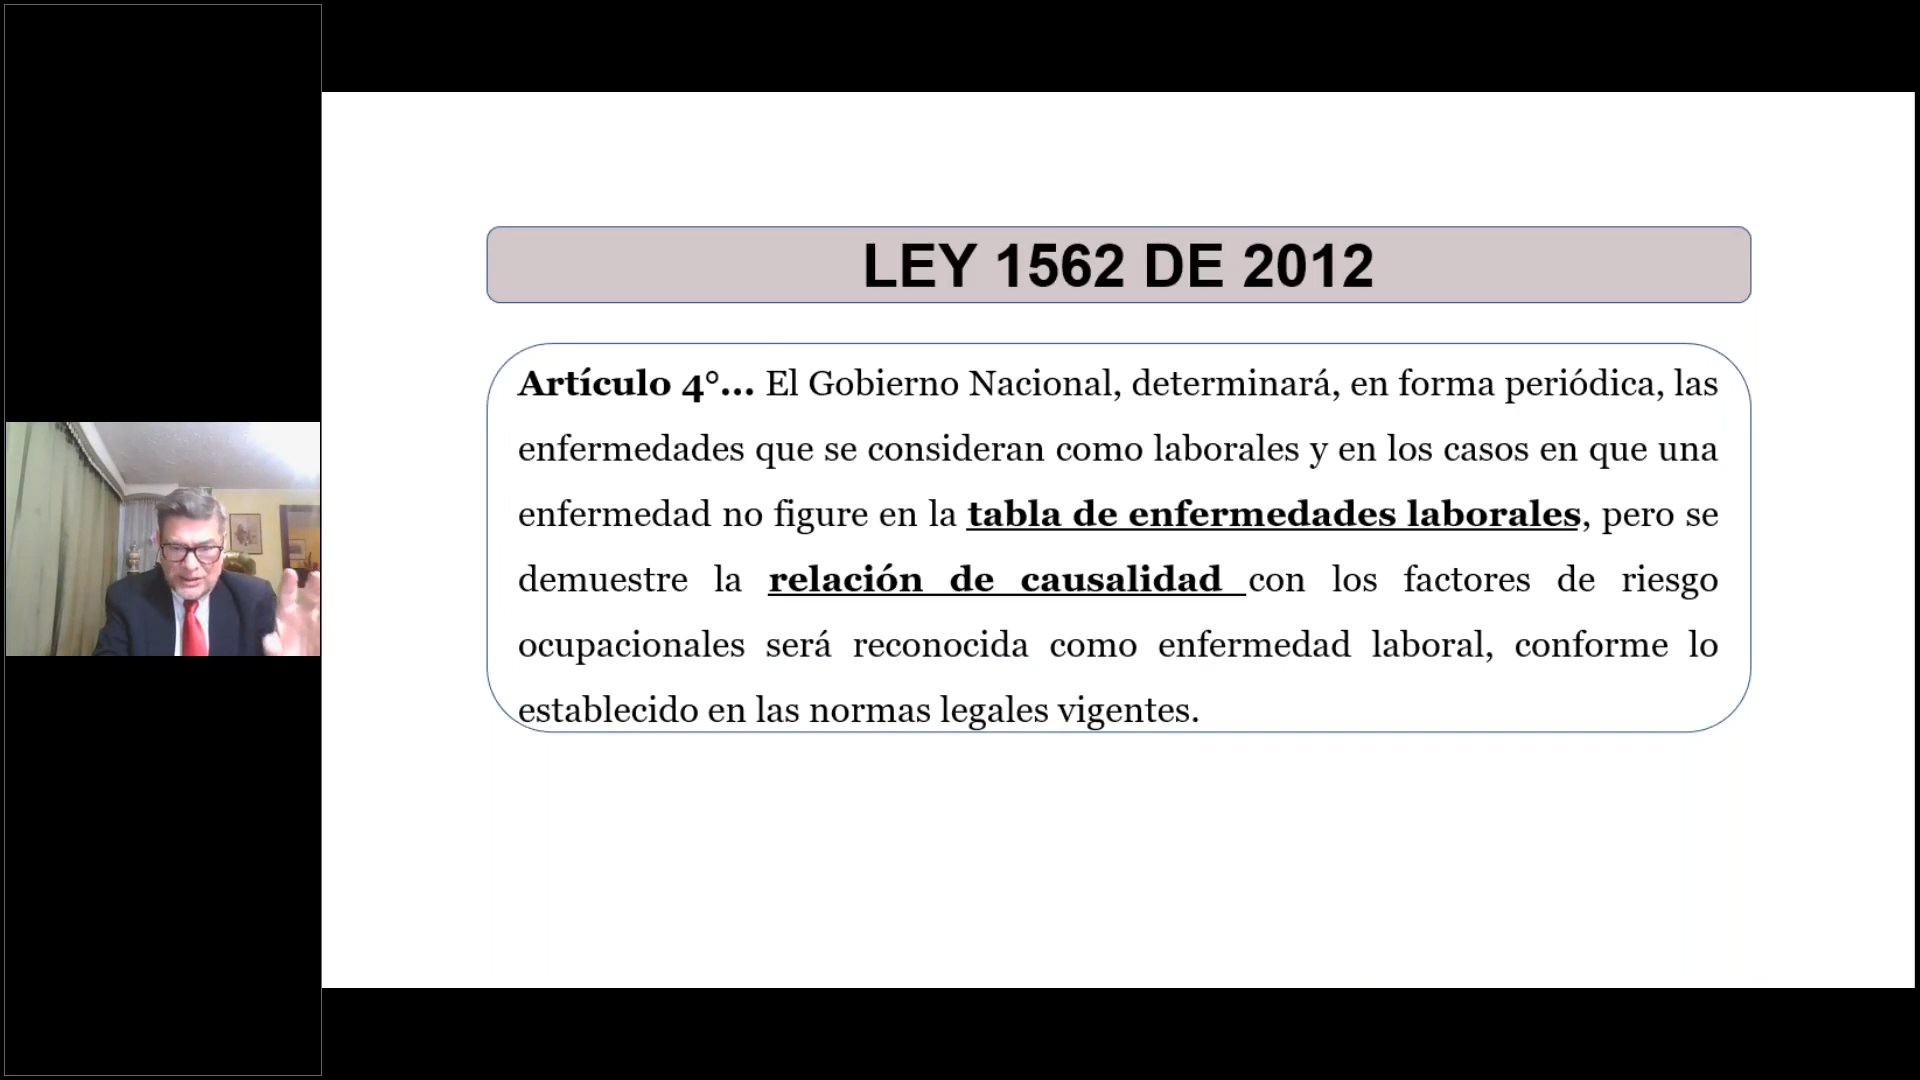 LEY 1562 DE 2012
Artículo 4°... El Gobierno Nacional, determinará, en forma periódica, las
enfermedades que se consideran como laborales y en los casos en que una
enfermedad no figure en la tabla de enfermedades laborales, pero se
demuestre la relación de causalidad con los factores de riesgo
ocupacionales será reconocida como enfermedad laboral, conforme lo
establecido en las normas legales vigentes.